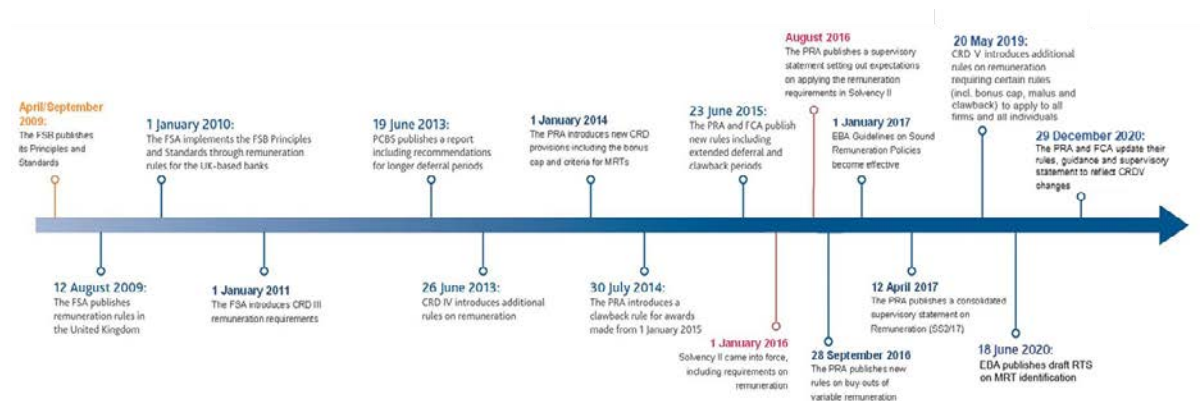 April/September
2009:
The FSB publishes
its Principles and
Standards
12 August 2009:
The FSA publishes
remuneration rules in
the United Kingdom
1 January 2010:
The FSA implements the FSB Principles
and Standards through remuneration
rules for the UK-based banks
1 January 2011
The FSA introduces CRD III
remuneration requirements
19 June 2013:
PCBS publishes a report
including recommendations
for longer deferral periods
26 June 2013:
CRD IV introduces additional
rules on remuneration
1 January 2014
The PRA introduces new CRD
provisions including the bonus
cap and criteria for MRTs
30 July 2014:
The PRA introduces a
clawback rule for awards
made from 1 January 2015
23 June 2015:
The PRA and FCA publish
new rules including
extended deferral and
clawback periods
1 January 2016
Solvency II came into force,
including requirements on
remuneration
August 2016
The PRA publishes a supervisory
statement setting out expectations
on applying the remuneration
requirements in Solvency II
28 September 2016
The PRA publishes new
rules on buy outs of
variable remuneration
1 January 2017
EBA Guidelines on Sound
Remuneration Policies
become effective
12 April 2017
The PRA publishes a consolidated
supervisory statement on
Remuneration (SS2/17)
20 May 2019:
CRD V introduces additional
rules on remuneration
requiring certain rules
(incl. bonus cap, malus and
clawback) to apply to all
firms and all individuals
18 June 2020:
EBA publishes draft RTS
on MRT identification
29 December 2020:
The PRA and FCA update their
rules, guidance and supervisory
statement to reflect CRDV
changes